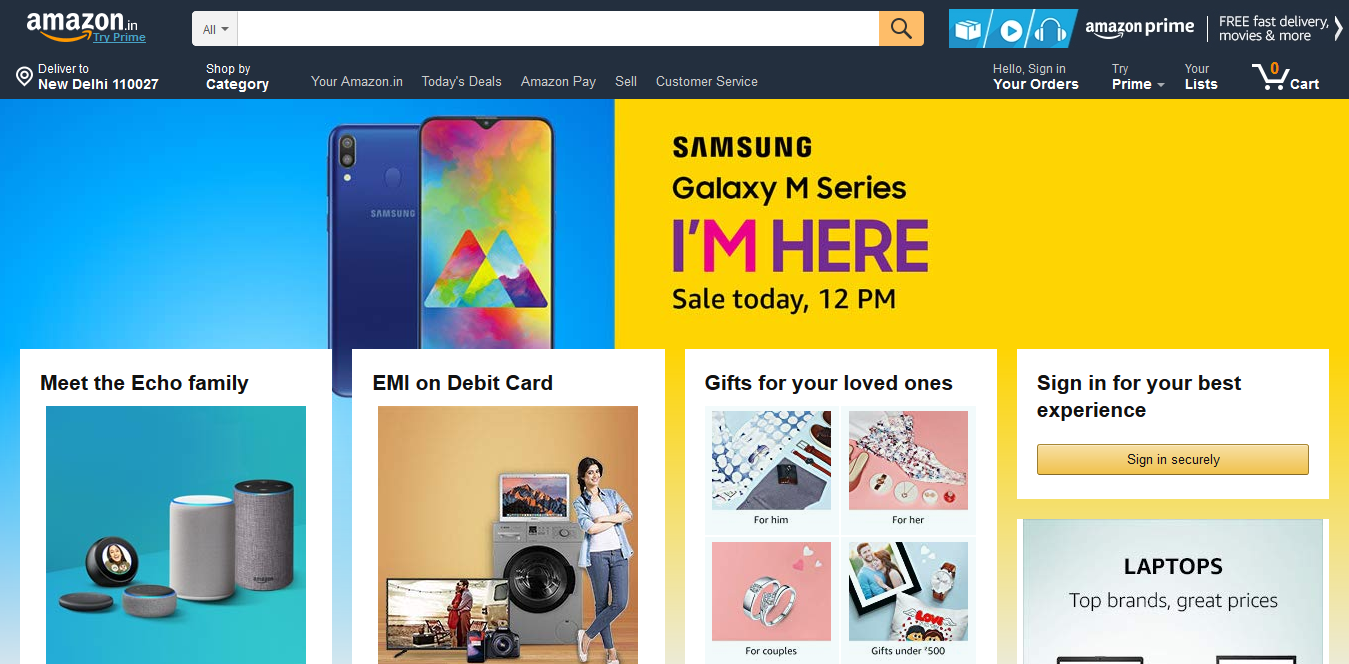 amazon.in
Try Prime
All
amazon prime
FREE fast delivery,
movies & more
Deliver to
New Delhi 110027
Shop by
Category
Your Amazon.in
Today's Deals
Amazon Pay
Sell
Customer Service
Hello, Sign in
Your Orders
Try
Prime
Your
Lists
0
Cart
SAMSUNG
SAMSUNG
Galaxy M Series
I'M HERE
Sale today, 12 PM
Meet the Echo family
amazon
EMI on Debit Card
Gifts for your loved ones
For him
For her
LOVE
For couples
Gifts under ₹500
Sign in for your best
experience
Sign in securely
LAPTOPS
Top brands, great prices